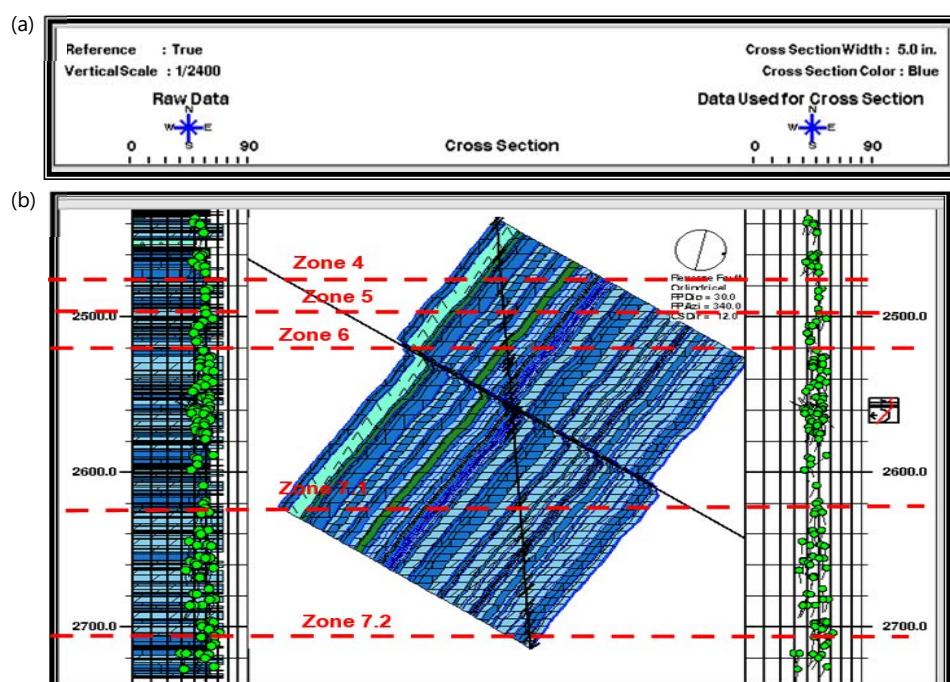 (a)
Reference : True
Vertical Scale : 1/2400
Cross Section Width : 5.0 in.
Cross Section Color : Blue
Raw Data
Data Used for Cross Section
N
W E
S
N
W E
S
0 90
Cross Section
0 90
(b)
Zone 4
Reverse Fault
Cylindrical
= 30.0
= 340.0
= 12.0
Zone 5
2500.0
2500.0
Zone 6
2600.0
2600.0
Zone 7.1
Zone 7.2
2700.0
2700.0